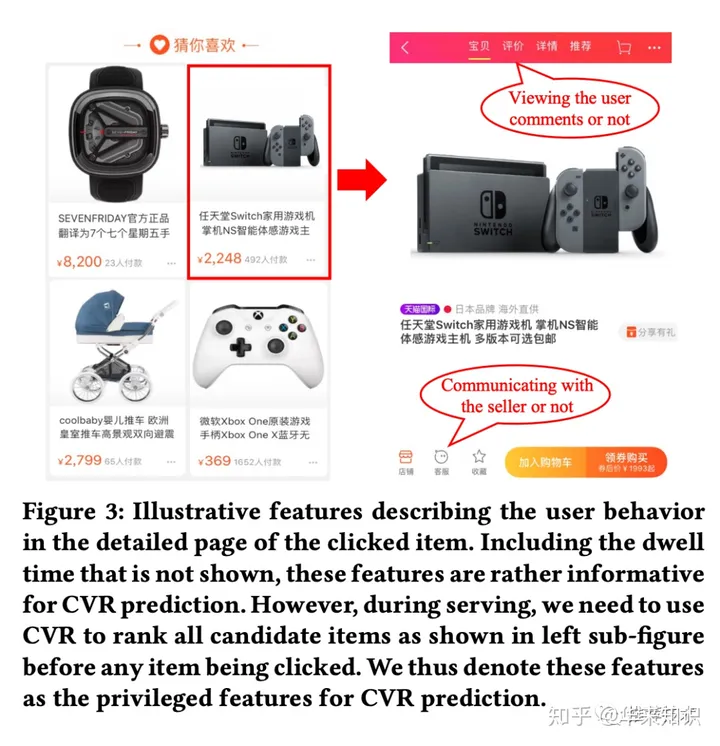 猜你喜欢
SEVENFRIDAY官方正品
翻译为7个七个星期五手
¥8,200 23人付款
任天堂Switch家用游戏机
掌机NS智能体感游戏主
¥2,248 492人付款
coolbaby婴儿推车 欧洲
皇室推车高景观双向避震
¥2,799 65人付款
微软Xbox One原装游戏
手柄Xbox One X蓝牙无
¥369 1652人付款
宝贝 评价 详情 推荐
Viewing the user
comments or not
NINTENDO
SWITCH
天猫国际 日本品牌 海外直供
任天堂Switch家用游戏机 掌机NS智能
体感游戏主机 多版本可选包邮
分享有礼
Communicating with
the seller or not
店铺 客服 收藏
加入购物车
领券购买
券后价 ¥1993起
Figure 3: Illustrative features describing the user behavior
in the detailed page of the clicked item. Including the dwell
time that is not shown, these features are rather informative
for CVR prediction. However, during serving, we need to use
CVR to rank all candidate items as shown in left sub-figure
before any item being clicked. We thus denote these features
as the privileged features for CVR prediction.
知乎